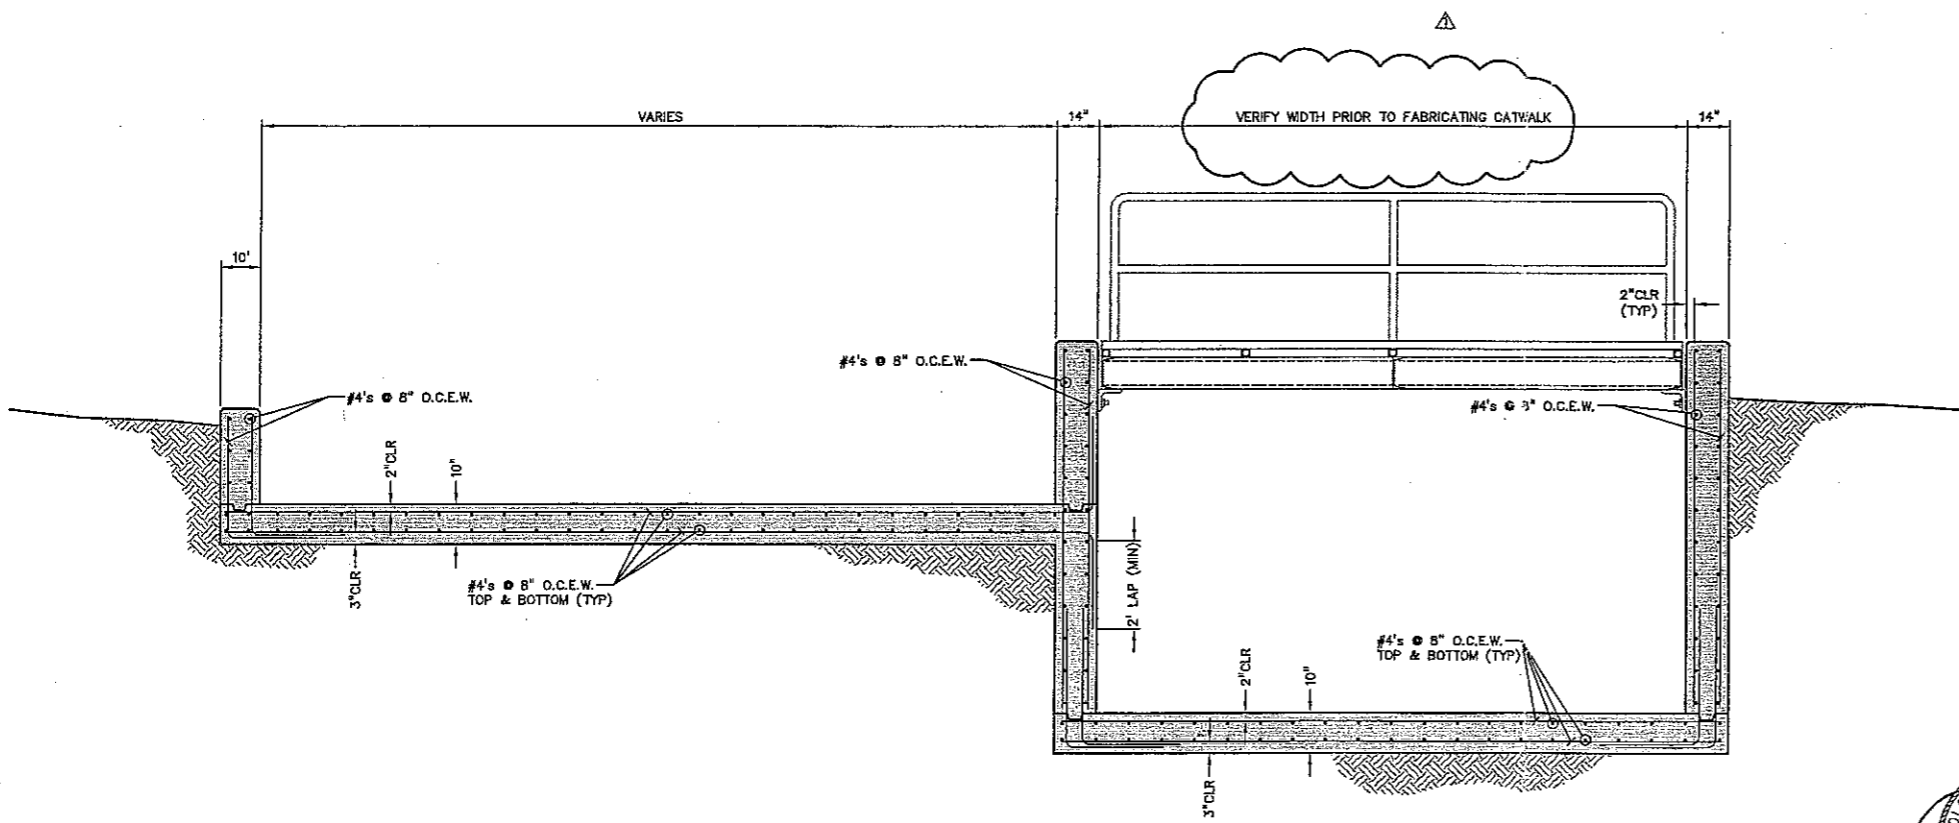 VARIES
14"
VERIFY WIDTH PRIOR TO FABRICATING CATWALK
14"
10'
2"CLR
(TYP)
#4's @ 8" O.C.E.W.
#4's @ 8" O.C.E.W.
#4's @ 8" O.C.E.W.
2"CLR
10"
3"CLR
#4's @ 8" O.C.E.W.
TOP & BOTTOM (TYP)
2' LAP (MIN)
#4's @ 8" O.C.E.W.
TOP & BOTTOM (TYP)
2"CLR
10"
3"CLR